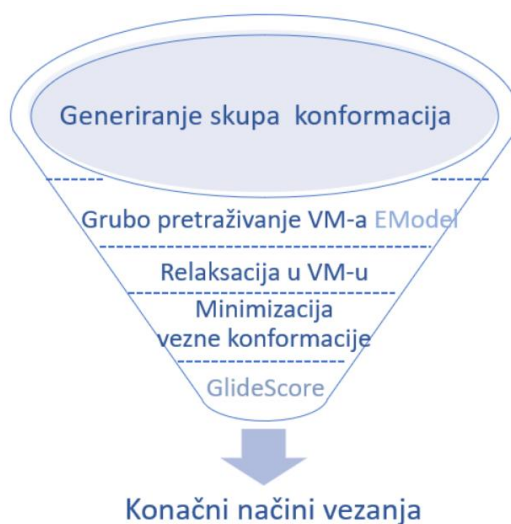 Generiranje skupa konformacija
Grubo pretraživanje VM-a EModel
Relaksacija u VM-u
Minimizacija
vezne konformacije
GlideScore
Konačni načini vezanja